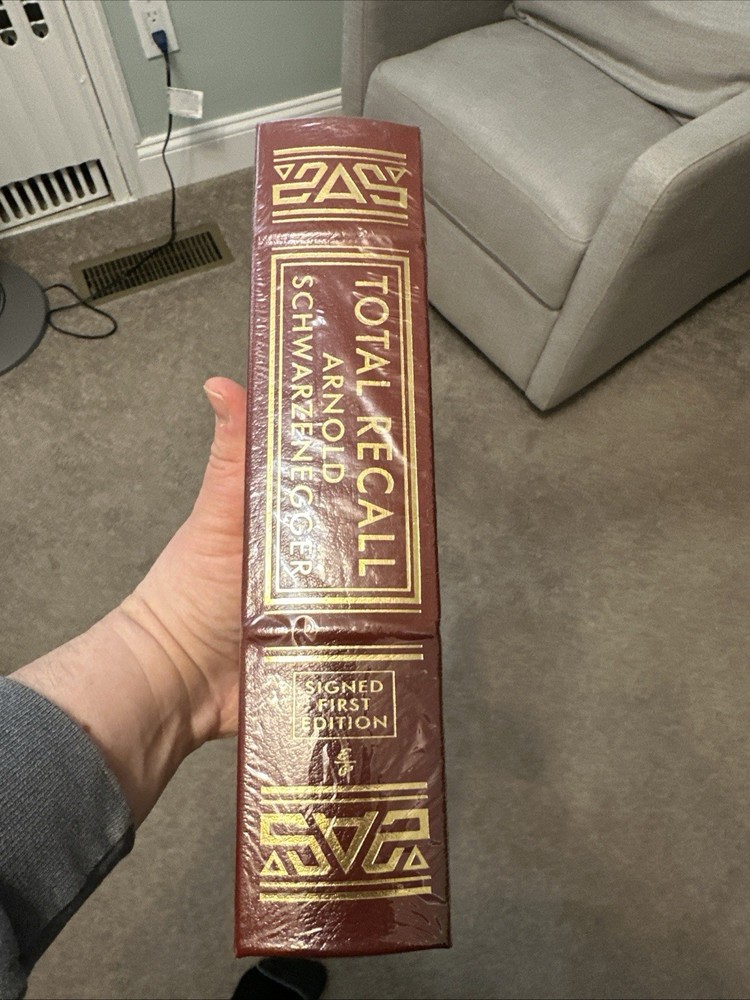 TOTAL RECALL
ARNOLD
SCHWARZENEGGER
SIGNED
FIRST
EDITION